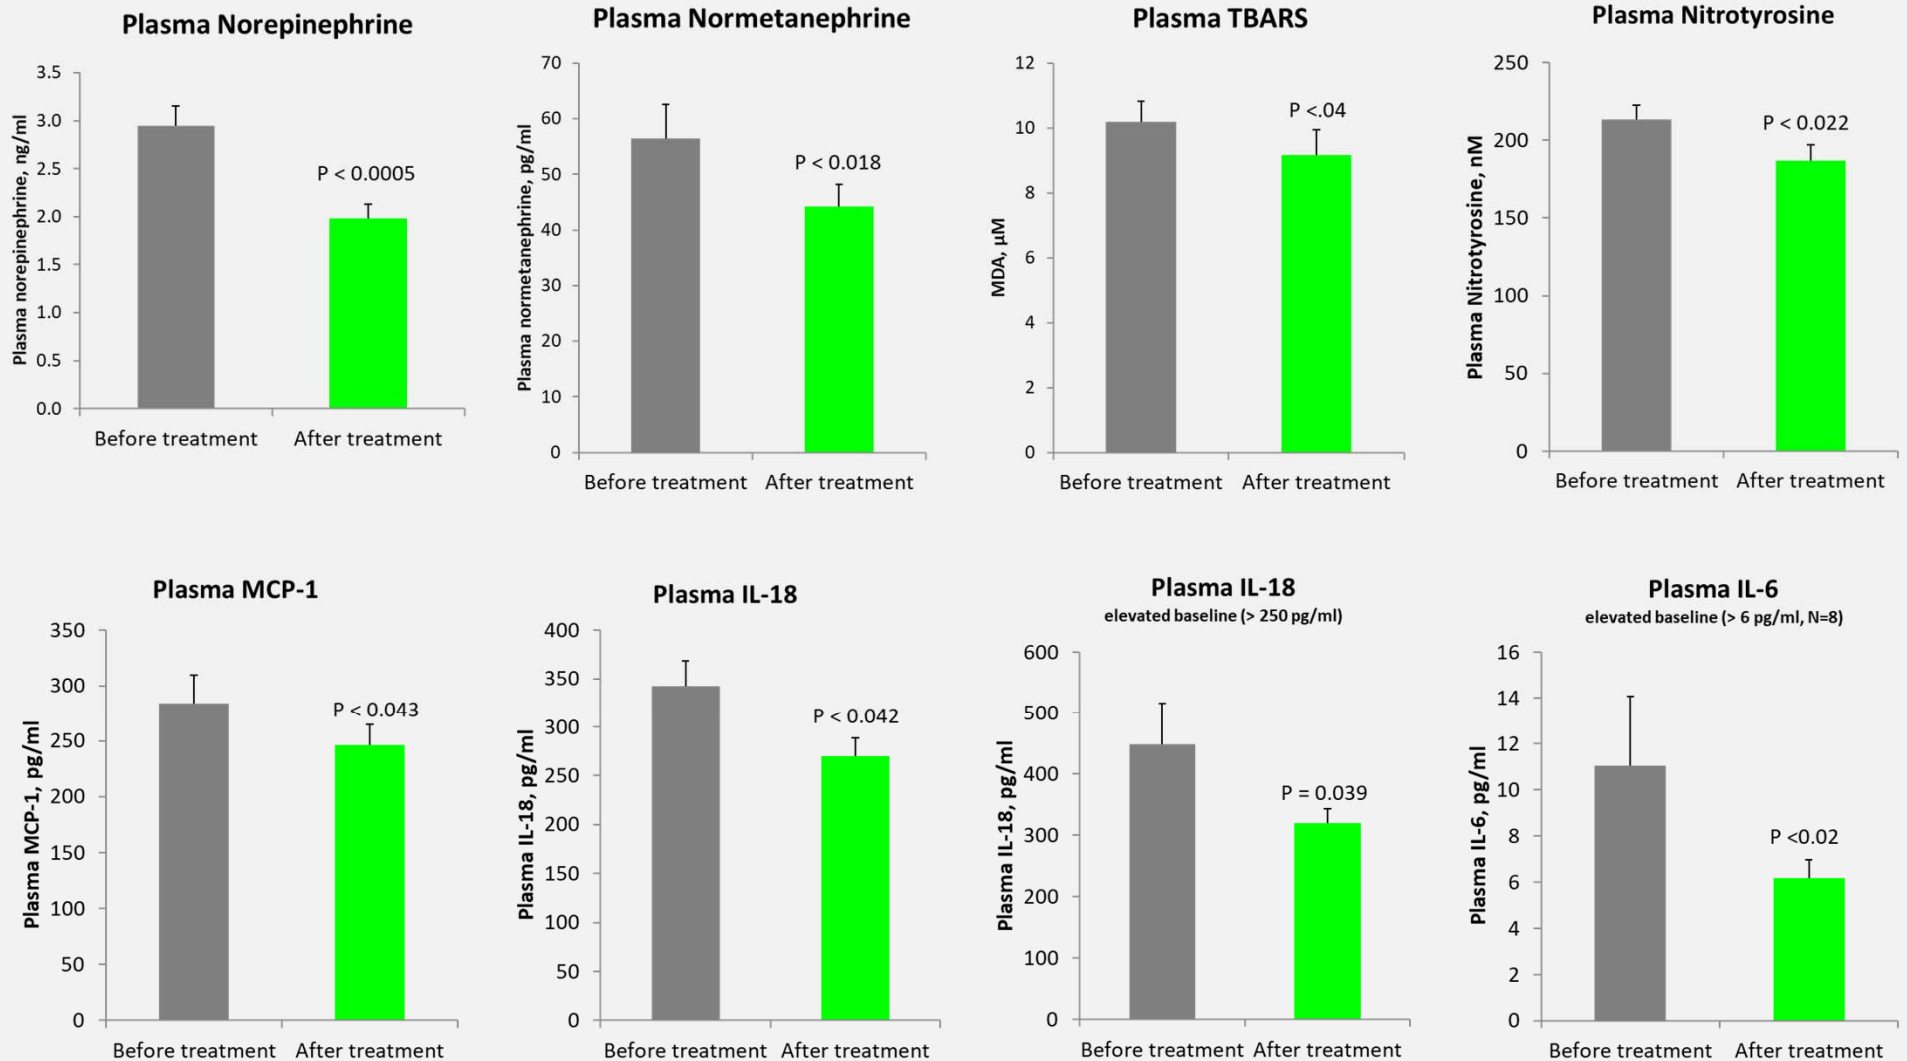 Plasma Norepinephrine
Plasma norepinephrine, ng/ml
3.5
3.0
2.5
2.0
1.5
1.0
0.5
0.0
P < 0.0005
Before treatment After treatment
Plasma Normetanephrine
Plasma normetanephrine, pg/ml
70
60
50
40
30
20
10
0
P < 0.018
Before treatment After treatment
Plasma TBARS
MDA, µM
12
10
8
6
4
2
0
P <.04
Before treatment After treatment
Plasma Nitrotyrosine
Plasma Nitrotyrosine, nM
250
200
150
100
50
0
P < 0.022
Before treatment After treatment
Plasma MCP-1
Plasma MCP-1, pg/ml
350
300
250
200
150
100
50
0
P < 0.043
Before treatment After treatment
Plasma IL-18
Plasma IL-18, pg/ml
400
350
300
250
200
150
100
50
0
P < 0.042
Before treatment After treatment
Plasma IL-18
elevated baseline (> 250 pg/ml)
Plasma IL-18, pg/ml
600
500
400
300
200
100
0
P = 0.039
Before treatment After treatment
Plasma IL-6
elevated baseline (> 6 pg/ml, N=8)
Plasma IL-6, pg/ml
16
14
12
10
8
6
4
2
0
P <0.02
Before treatment After treatment